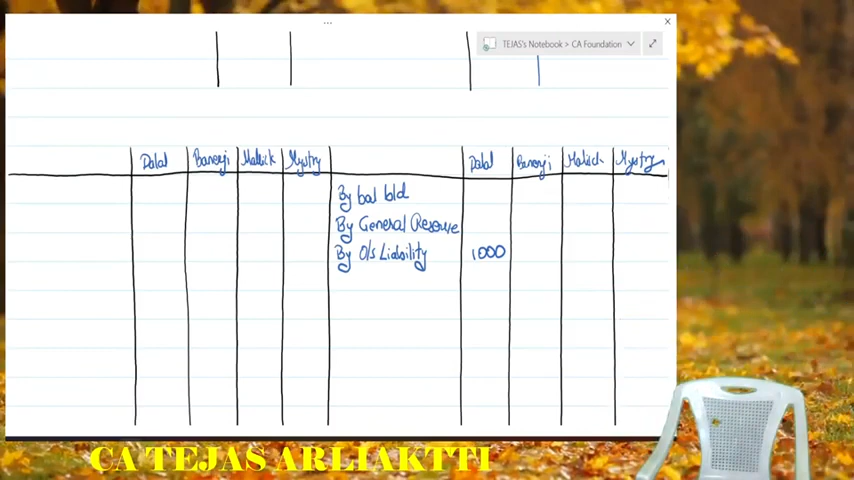 ...
TEJAS's Notebook > CA Foundation
Dalal Banerji Mallick Mystry Dalal Banerji Mallick Mystry
By bal b/d
By General Reserve
By O/s Liability 1000
CA TEJAS ARLIAKTTI